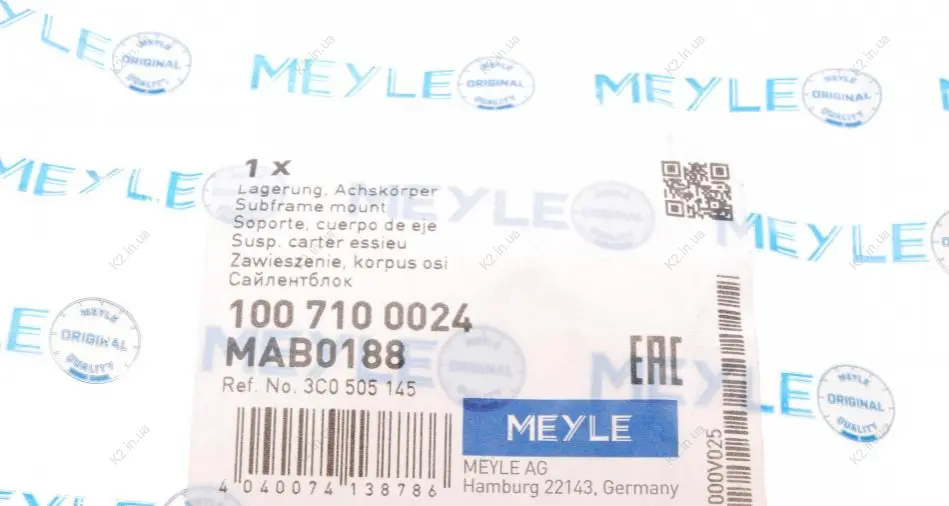 MEYLE ORIGINAL QUALITY
1 x
Lagerung, Achskörper
Subframe mount
Soporte, cuerpo de eje
Susp. carter essieu
Zawieszenie, korpus osi
Сайлентблок
100 710 0024
MAB0188
Ref. No. 3C0 505 145
4 040074 138786
EAC
MEYLE
MEYLE AG
Hamburg 22143, Germany
000V025
K2.in.ua